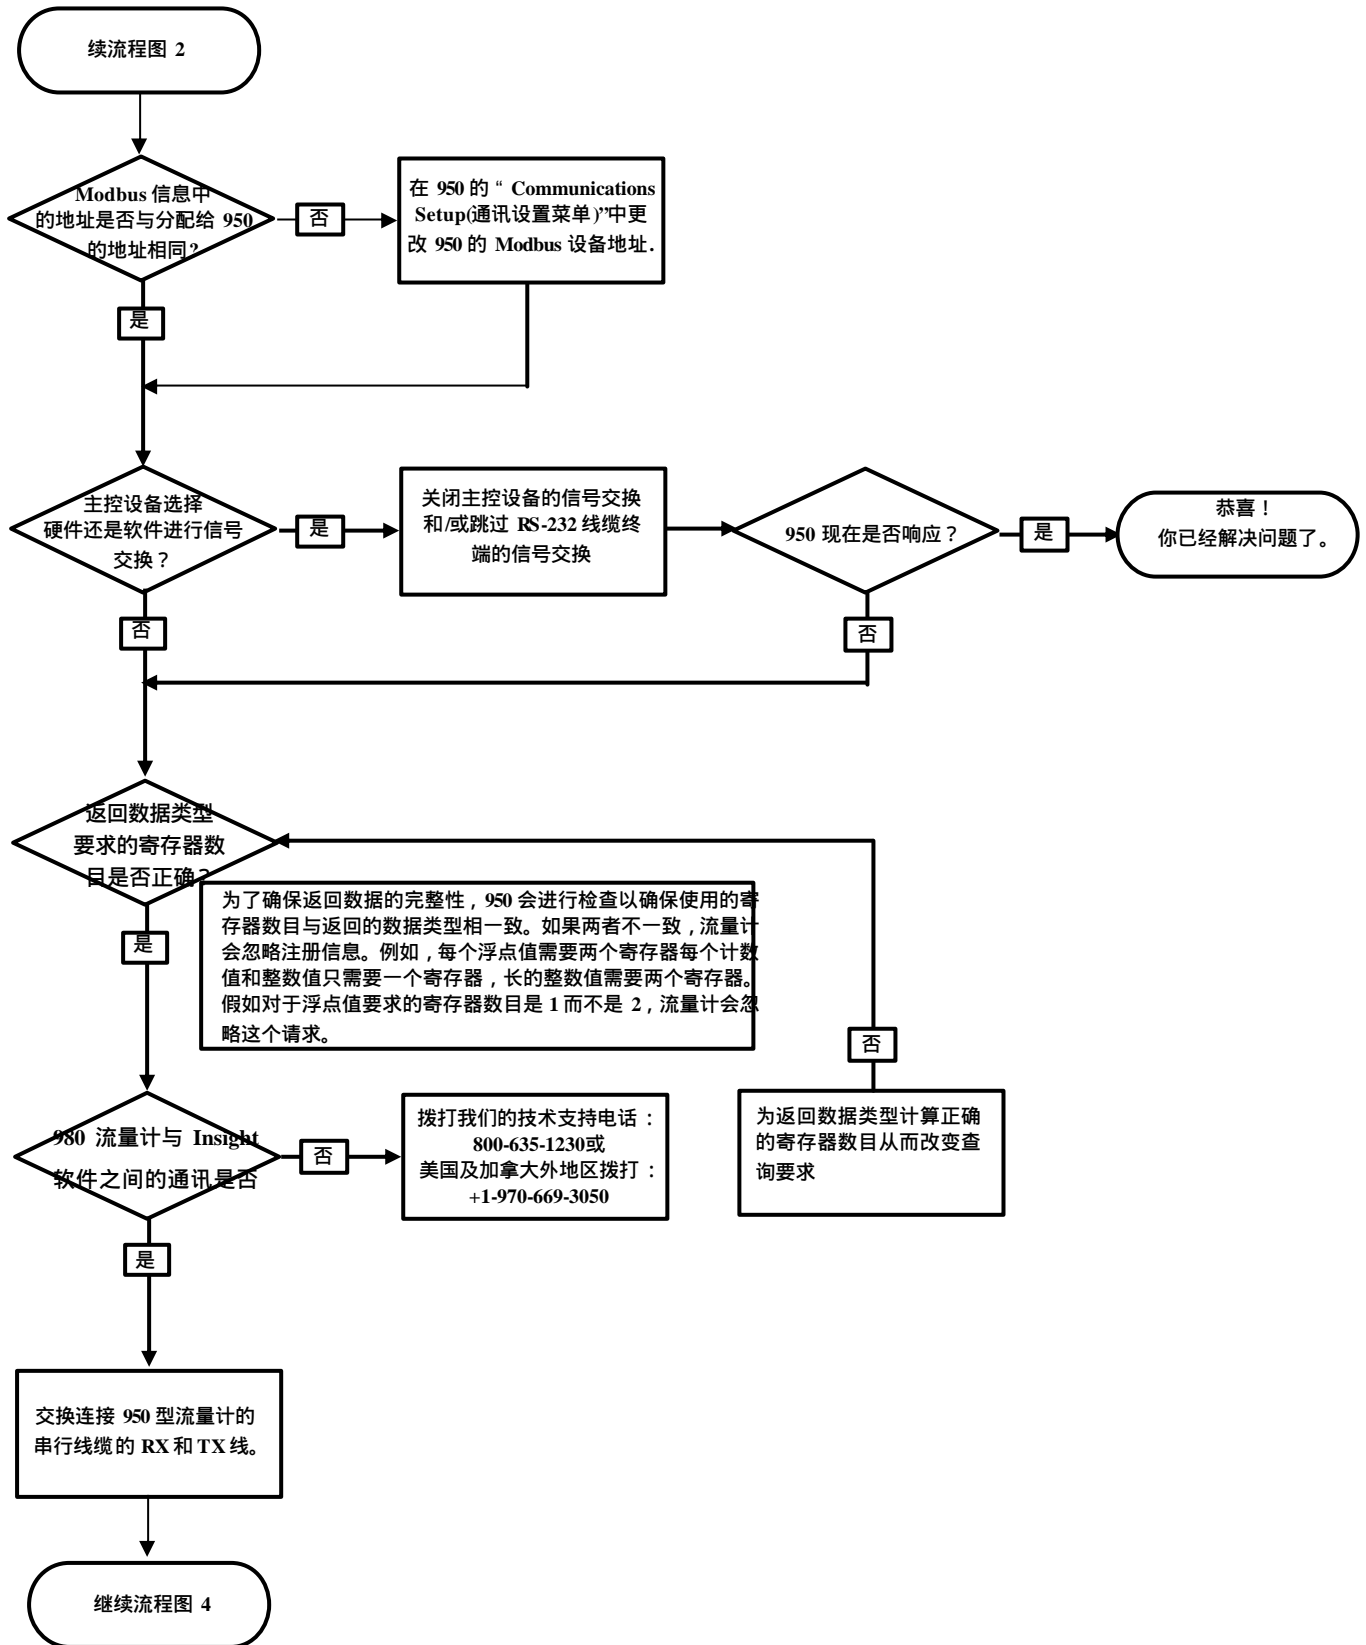 续流程图 2
Modbus 信息中
的地址是否与分配给 950
的地址相同?
否
在 950 的“ Communications
Setup(通讯设置菜单)”中更
改 950 的 Modbus 设备地址.
是
主控设备选择
硬件还是软件进行信号
交换？
是
关闭主控设备的信号交换
和/或跳过 RS-232 线缆终
端的信号交换
950 现在是否响应？
是
恭喜！
你已经解决问题了。
否
否
返回数据类型
要求的寄存器数
目是否正确？
为了确保返回数据的完整性，950 会进行检查以确保使用的寄
存器数目与返回的数据类型相一致。如果两者不一致，流量计
会忽略注册信息。例如，每个浮点值需要两个寄存器每个计数
值和整数值只需要一个寄存器，长的整数值需要两个寄存器。
假如对于浮点值要求的寄存器数目是 1 而不是 2，流量计会忽
略这个请求。
是
否
为返回数据类型计算正确
的寄存器数目从而改变查
询要求
980 流量计与 Insight
软件之间的通讯是否
否
拨打我们的技术支持电话：
800-635-1230或
美国及加拿大外地区拨打：
+1-970-669-3050
是
交换连接 950 型流量计的
串行线缆的 RX 和 TX 线。
继续流程图 4